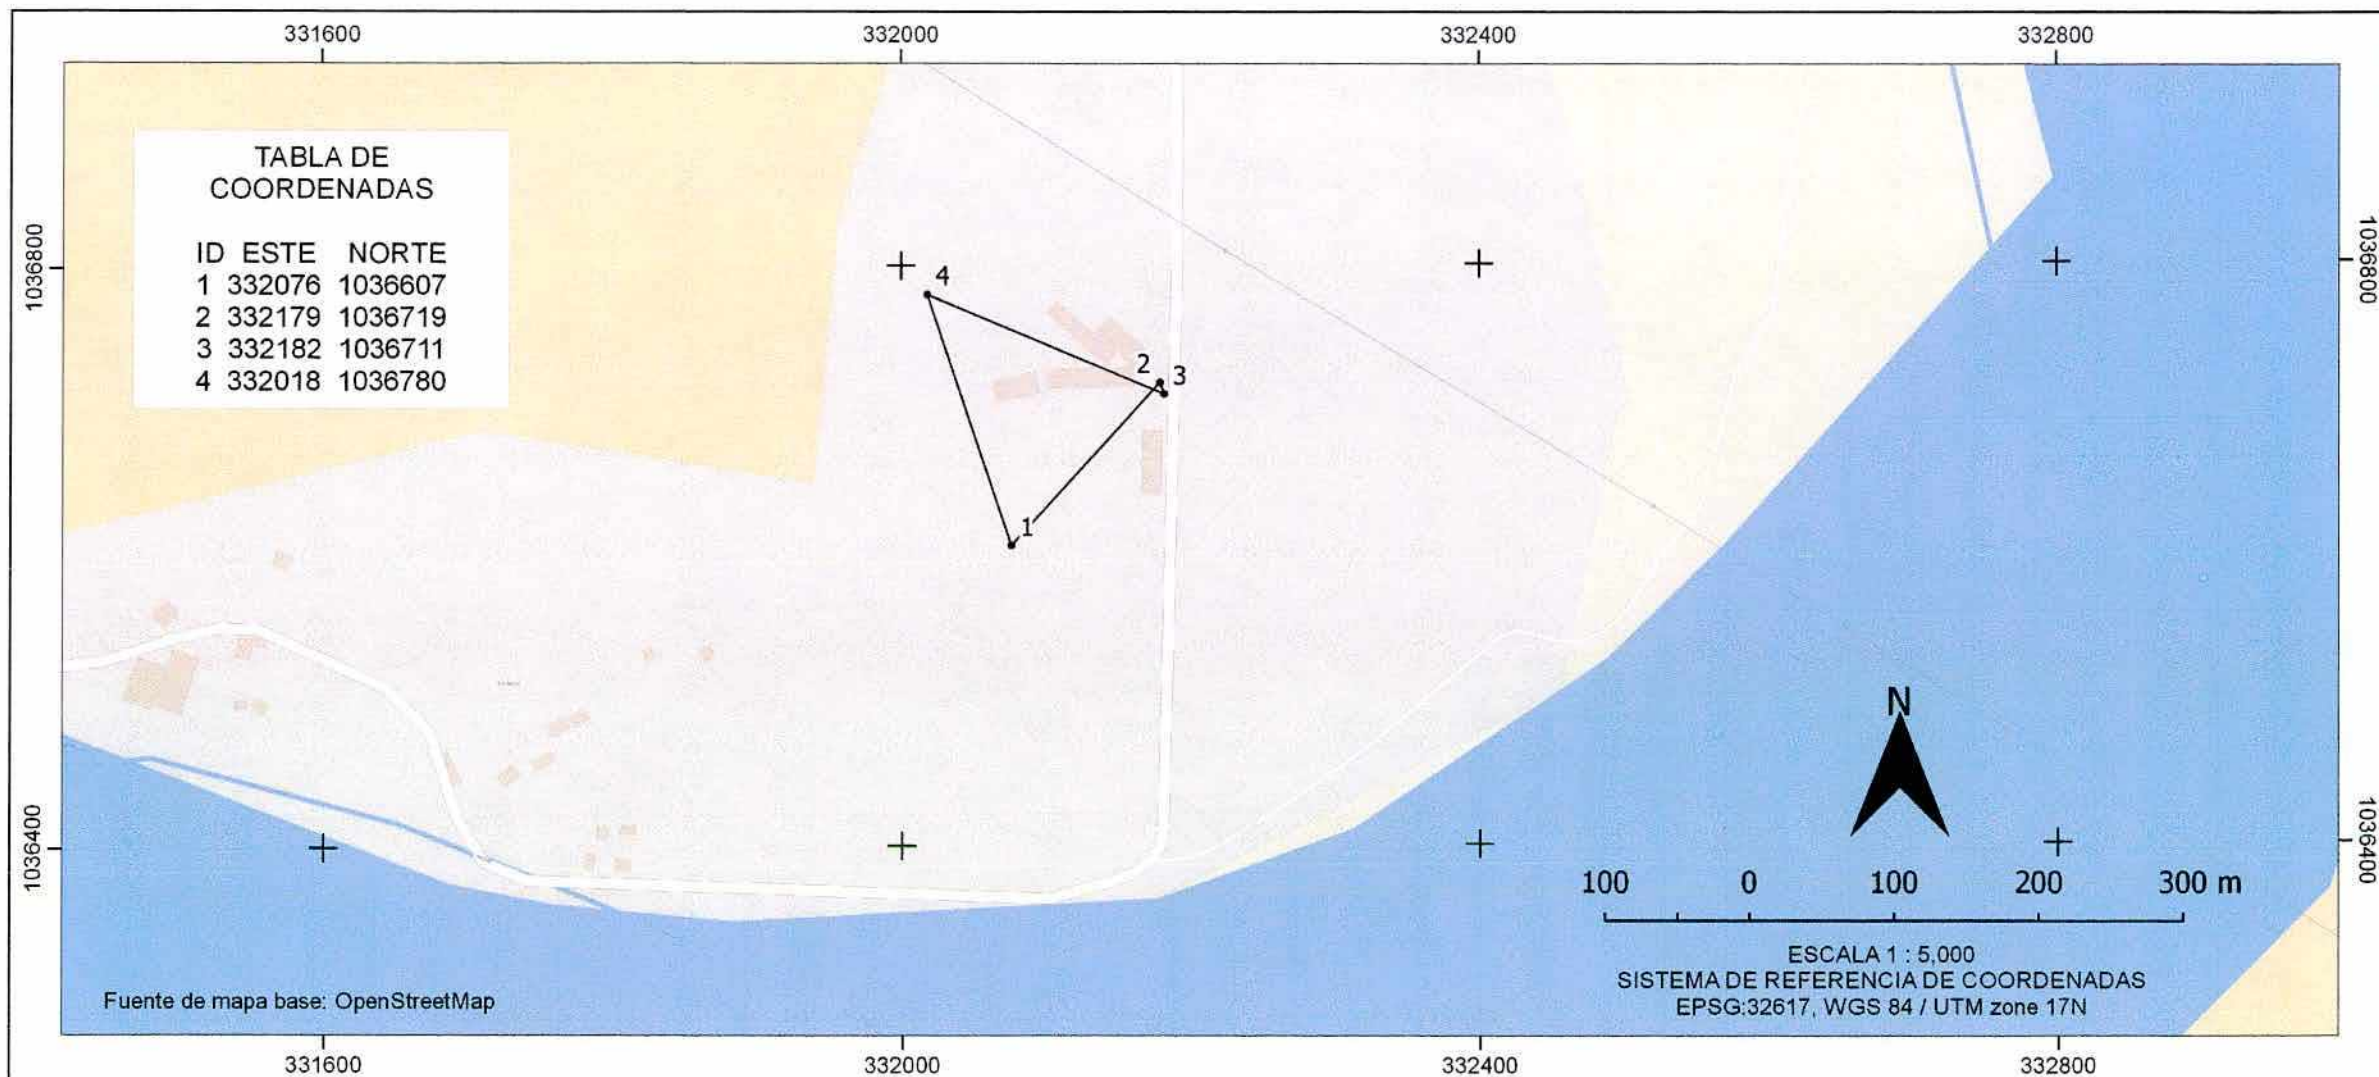 331600 332000 332400 332800
TABLA DE
COORDENADAS
ID ESTE NORTE
1 332076 1036607
2 332179 1036719
3 332182 1036711
4 332018 1036780
1036800
1036800
4
2
3
1
N
1036400
1036400
100 0 100 200 300 m
ESCALA 1 : 5,000
SISTEMA DE REFERENCIA DE COORDENADAS
EPSG:32617, WGS 84 / UTM zone 17N
Fuente de mapa base: OpenStreetMap
331600 332000 332400 332800